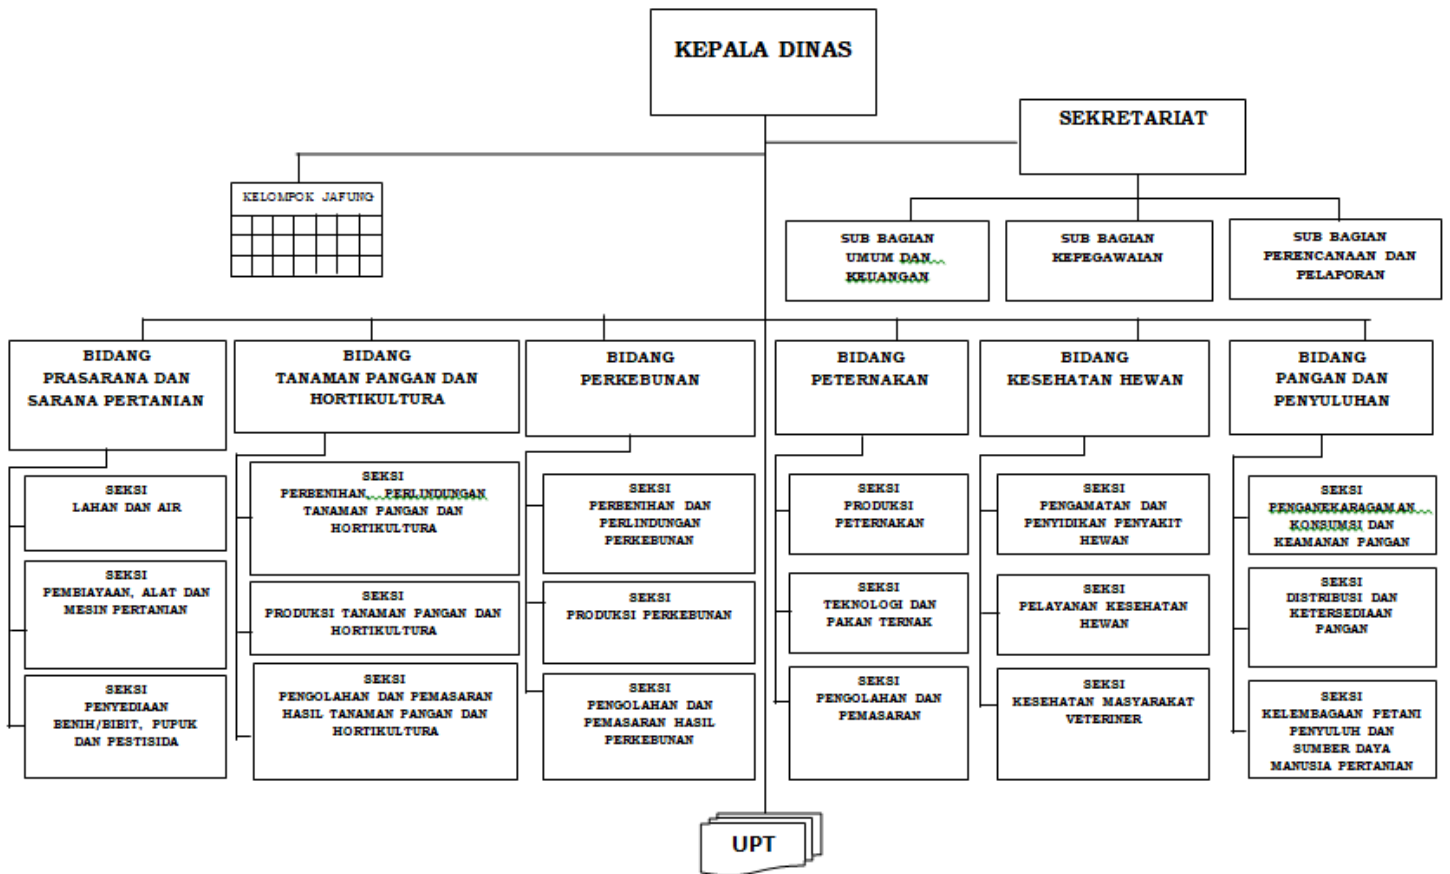 KEPALA DINAS
SEKRETARIAT
KELOMPOK JAFUNG
SUB BAGIAN
UMUM DAN
KEUANGAN
SUB BAGIAN
KEPEGAWAIAN
SUB BAGIAN
PERENCANAAN DAN
PELAPORAN
BIDANG
PRASARANA DAN
SARANA PERTANIAN
BIDANG
TANAMAN PANGAN DAN
HORTIKULTURA
BIDANG
PERKEBUNAN
BIDANG
PETERNAKAN
BIDANG
KESEHATAN HEWAN
BIDANG
PANGAN DAN
PENYULUHAN
SEKSI
LAHAN DAN AIR
SEKSI
PEMBIAYAAN, ALAT DAN
MESIN PERTANIAN
SEKSI
PENYEDIAAN
BENIH/BIBIT, PUPUK
DAN PESTISIDA
SEKSI
PERBENIHAN, PERLINDUNGAN
TANAMAN PANGAN DAN
HORTIKULTURA
SEKSI
PRODUKSI TANAMAN PANGAN DAN
HORTIKULTURA
SEKSI
PENGOLAHAN DAN PEMASARAN
HASIL TANAMAN PANGAN DAN
HORTIKULTURA
SEKSI
PERBENIHAN DAN
PERLINDUNGAN
PERKEBUNAN
SEKSI
PRODUKSI PERKEBUNAN
SEKSI
PENGOLAHAN DAN
PEMASARAN HASIL
PERKEBUNAN
SEKSI
PRODUKSI
PETERNAKAN
SEKSI
TEKNOLOGI DAN
PAKAN TERNAK
SEKSI
PENGOLAHAN DAN
PEMASARAN
SEKSI
PENGAMATAN DAN
PENYIDIKAN PENYAKIT
HEWAN
SEKSI
PELAYANAN KESEHATAN
HEWAN
SEKSI
KESEHATAN MASYARAKAT
VETERINER
SEKSI
PENGANEKARAGAMAN
KONSUMSI DAN
KEAMANAN PANGAN
SEKSI
DISTRIBUSI DAN
KETERSEDIAAN
PANGAN
SEKSI
KELEMBAGAAN PETANI
PENYULUH DAN
SUMBER DAYA
MANUSIA PERTANIAN
UPT